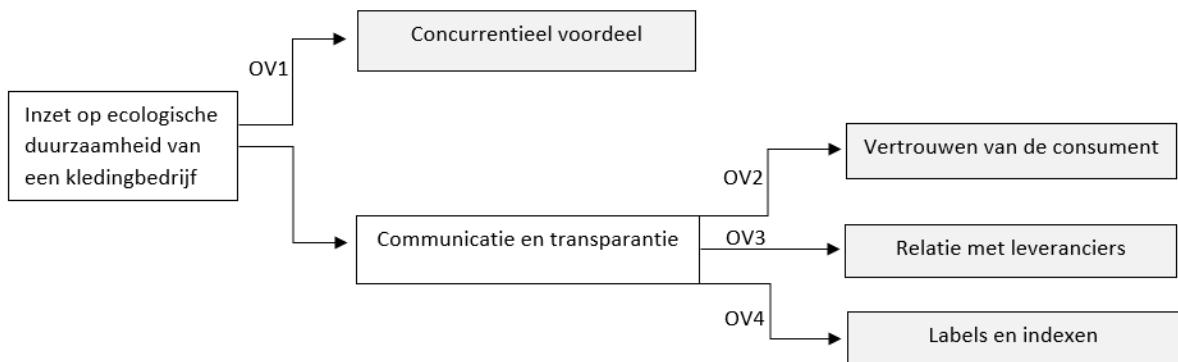 Concurrentieel voordeel
OV1
Inzet op ecologische
duurzaamheid van
een kledingbedrijf
Vertrouwen van de consument
OV2
Communicatie en transparantie
OV3
Relatie met leveranciers
OV4
Labels en indexen